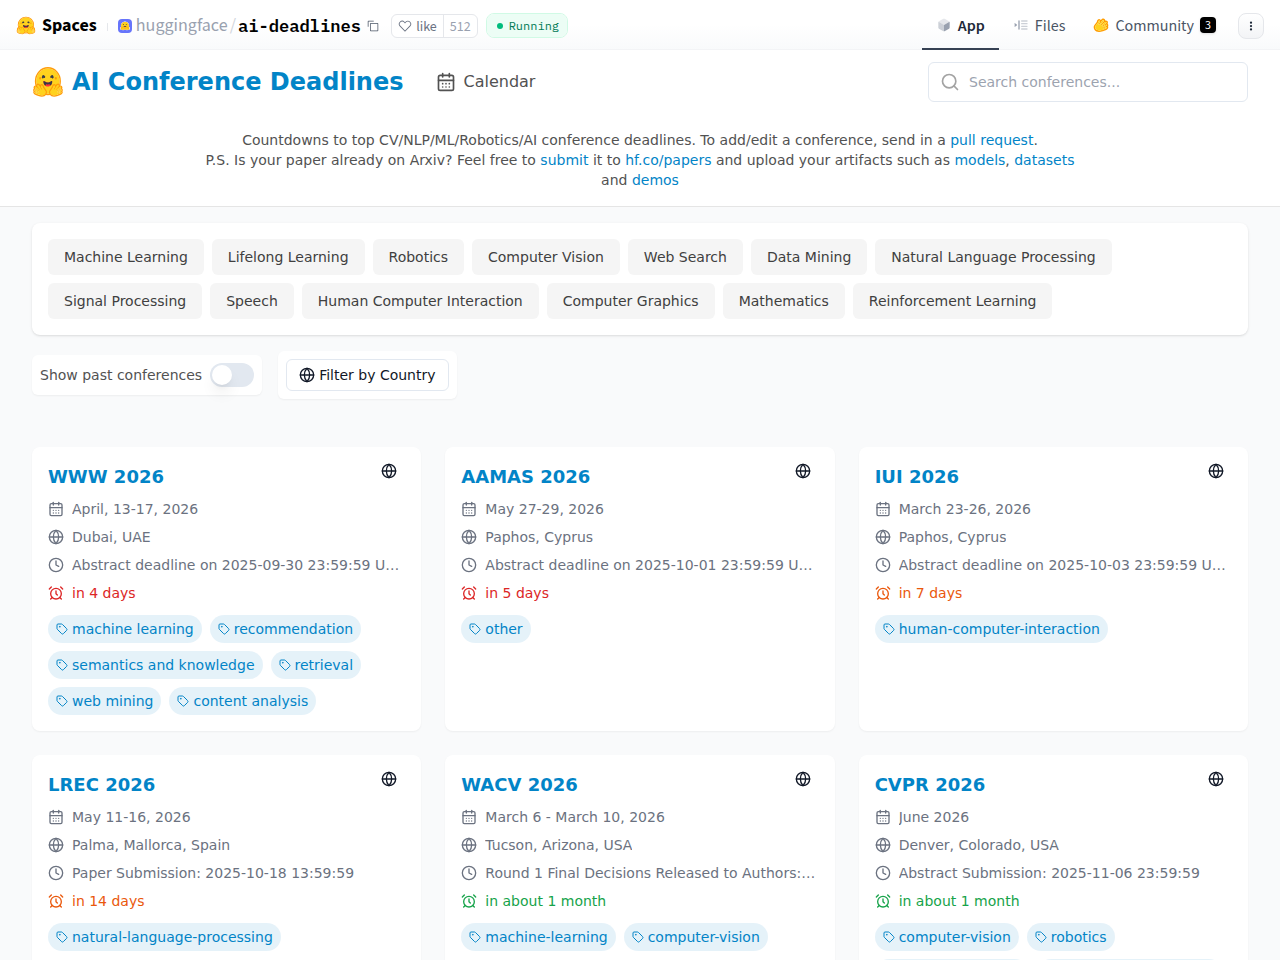 Spaces huggingface/ai-deadlines like 512 Running App Files Community 3
AI Conference Deadlines Calendar Search conferences...
Countdowns to top CV/NLP/ML/Robotics/AI conference deadlines. To add/edit a conference, send in a pull request.
P.S. Is your paper already on Arxiv? Feel free to submit it to hf.co/papers and upload your artifacts such as models, datasets
and demos
Machine Learning Lifelong Learning Robotics Computer Vision Web Search Data Mining Natural Language Processing
Signal Processing Speech Human Computer Interaction Computer Graphics Mathematics Reinforcement Learning
Show past conferences Filter by Country
WWW 2026
April, 13-17, 2026
Dubai, UAE
Abstract deadline on 2025-09-30 23:59:59 U...
in 4 days
machine learning recommendation
semantics and knowledge retrieval
web mining content analysis
AAMAS 2026
May 27-29, 2026
Paphos, Cyprus
Abstract deadline on 2025-10-01 23:59:59 U...
in 5 days
other
IUI 2026
March 23-26, 2026
Paphos, Cyprus
Abstract deadline on 2025-10-03 23:59:59 U...
in 7 days
human-computer-interaction
LREC 2026
May 11-16, 2026
Palma, Mallorca, Spain
Paper Submission: 2025-10-18 13:59:59
in 14 days
natural-language-processing
WACV 2026
March 6 - March 10, 2026
Tucson, Arizona, USA
Round 1 Final Decisions Released to Authors:...
in about 1 month
machine-learning computer-vision
CVPR 2026
June 2026
Denver, Colorado, USA
Abstract Submission: 2025-11-06 23:59:59
in about 1 month
computer-vision robotics